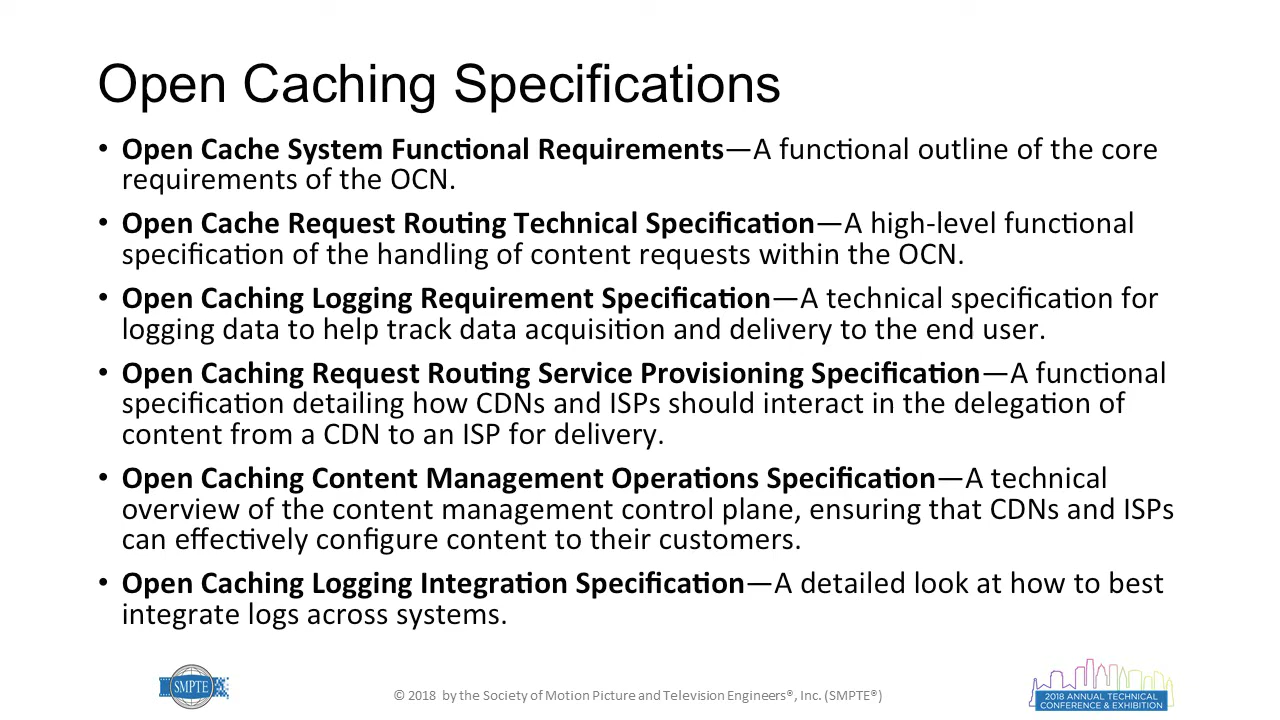 Open Caching Specifications
• Open Cache System Functional Requirements—A functional outline of the core
requirements of the OCN.
• Open Cache Request Routing Technical Specification—A high-level functional
specification of the handling of content requests within the OCN.
• Open Caching Logging Requirement Specification—A technical specification for
logging data to help track data acquisition and delivery to the end user.
• Open Caching Request Routing Service Provisioning Specification—A functional
specification detailing how CDNs and ISPs should interact in the delegation of
content from a CDN to an ISP for delivery.
• Open Caching Content Management Operations Specification—A technical
overview of the content management control plane, ensuring that CDNs and ISPs
can effectively configure content to their customers.
• Open Caching Logging Integration Specification—A detailed look at how to best
integrate logs across systems.
SMPTE
© 2018 by the Society of Motion Picture and Television Engineers®, Inc. (SMPTE®)
2018 ANNUAL TECHNICAL
CONFERENCE & EXHIBITION